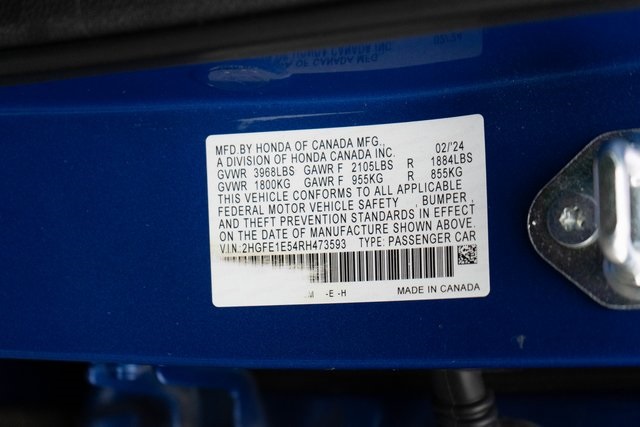 MFD.BY HONDA OF CANADA MFG.,
A DIVISION OF HONDA CANADA INC. 02/'24
GVWR 3968LBS GAWR F 2105LBS R 1884LBS
GVWR 1800KG GAWR F 955KG R 855KG
THIS VEHICLE CONFORMS TO ALL APPLICABLE
FEDERAL MOTOR VEHICLE SAFETY , BUMPER,
AND THEFT PREVENTION STANDARDS IN EFFECT
ON THE DATE OF MANUFACTURE SHOWN ABOVE.
V.I.N.:2HGFE1E54RH473593 TYPE: PASSENGER CAR
M -E -H MADE IN CANADA